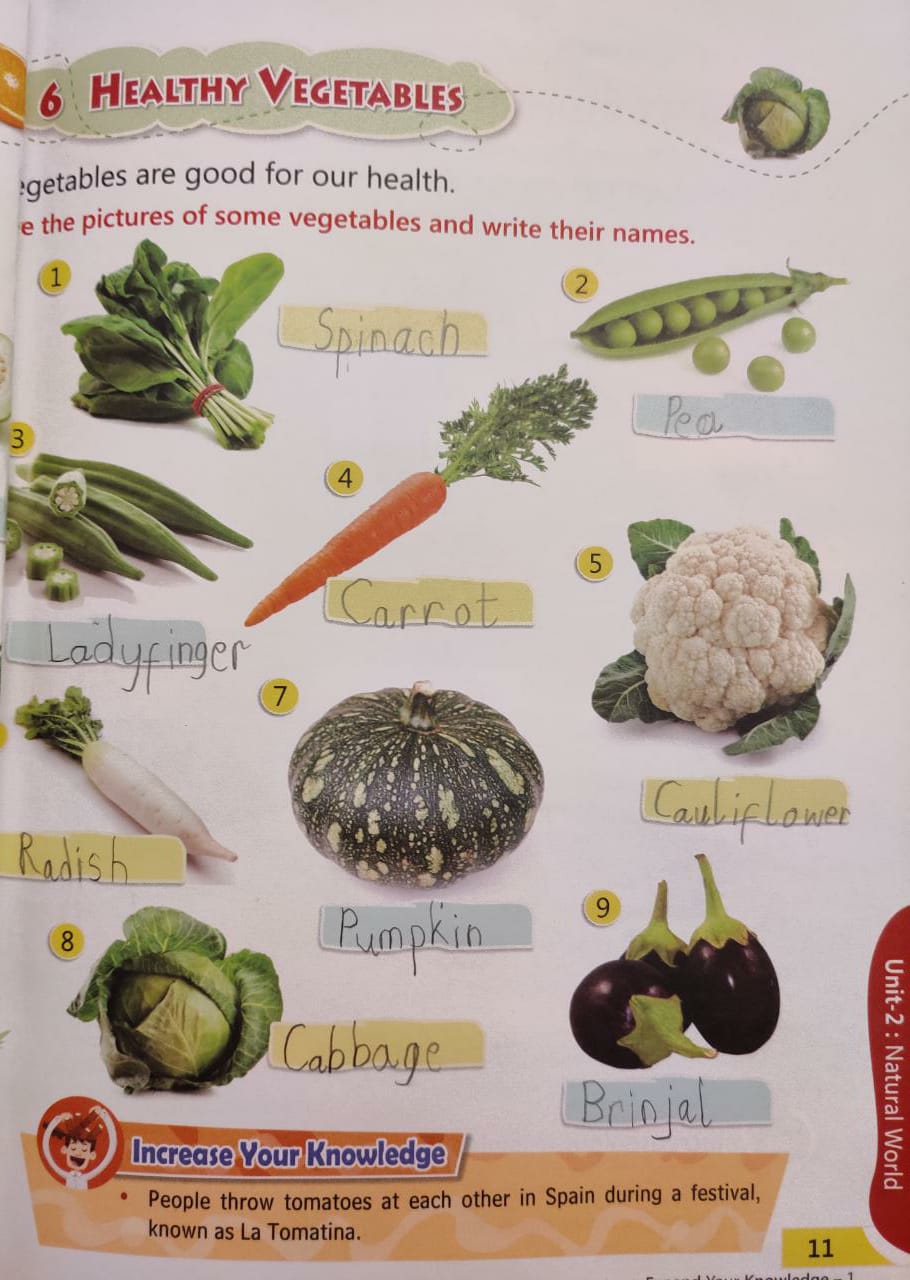 6 HEALTHY VEGETABLES
egetables are good for our health.
e the pictures of some vegetables and write their names.
1
Spinach
2
Pea
3
Ladyfinger
4
Carrot
5
Cauliflower
Radish
7
Pumpkin
8
Cabbage
9
Brinjal
Unit-2 : Natural World
Increase Your Knowledge
• People throw tomatoes at each other in Spain during a festival,
known as La Tomatina.
11